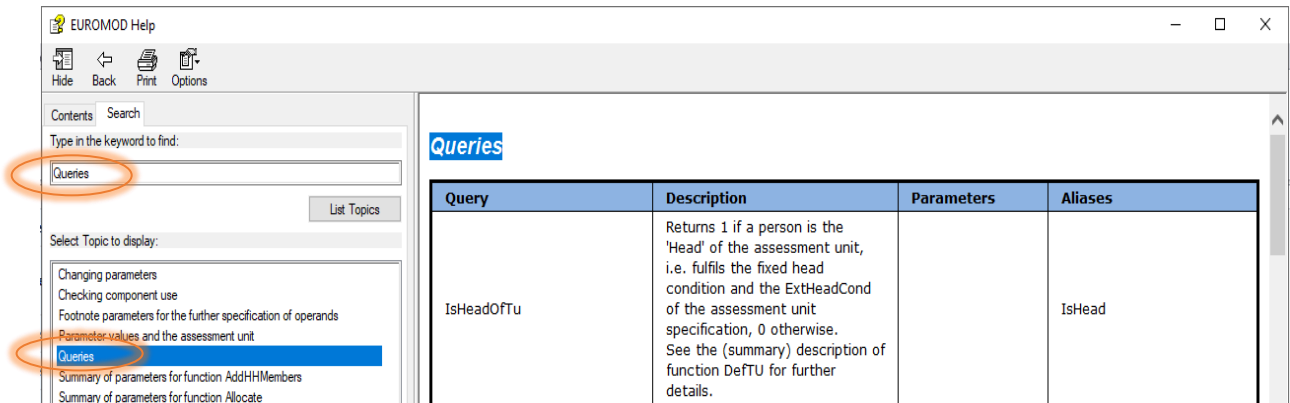 EUROMOD Help
Hide Back Print Options
Contents Search
Type in the keyword to find:
Queries
List Topics
Select Topic to display:
Changing parameters
Checking component use
Footnote parameters for the further specification of operands
Parameter values and the assessment unit
Queries
Summary of parameters for function AddHHMembers
Summary of parameters for function Allocate
Queries
Query Description Parameters Aliases
IsHeadOfTu
Returns 1 if a person is the
'Head' of the assessment unit,
i.e. fulfils the fixed head
condition and the ExtHeadCond
of the assessment unit
specification, 0 otherwise.
See the (summary) description of
function DefTU for further
details.
IsHead